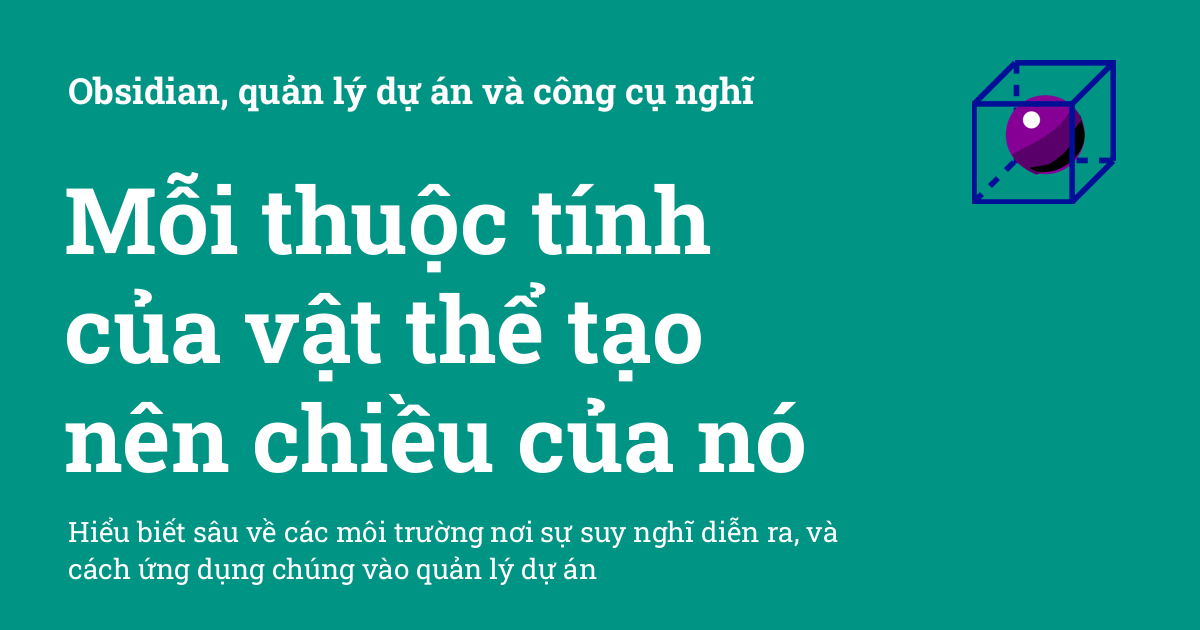 Obsidian, quản lý dự án và công cụ nghĩ
Mỗi thuộc tính
của vật thể tạo
nên chiều của nó
Hiểu biết sâu về các môi trường nơi sự suy nghĩ diễn ra, và
cách ứng dụng chúng vào quản lý dự án